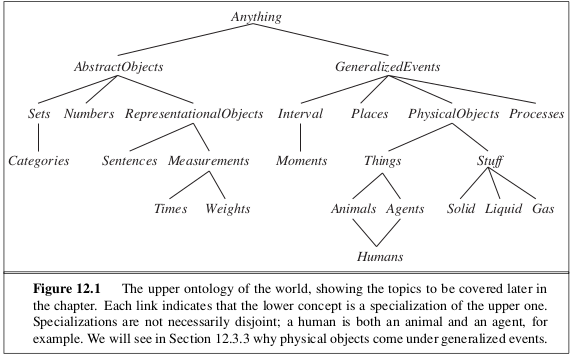 Anything
AbstractObjects GeneralizedEvents
Sets Numbers RepresentationalObjects Interval Places PhysicalObjects Processes
Categories Sentences Measurements Moments Things Stuff
Times Weights Animals Agents Solid Liquid Gas
Humans
Figure 12.1 The upper ontology of the world, showing the topics to be covered later in
the chapter. Each link indicates that the lower concept is a specialization of the upper one.
Specializations are not necessarily disjoint; a human is both an animal and an agent, for
example. We will see in Section 12.3.3 why physical objects come under generalized events.